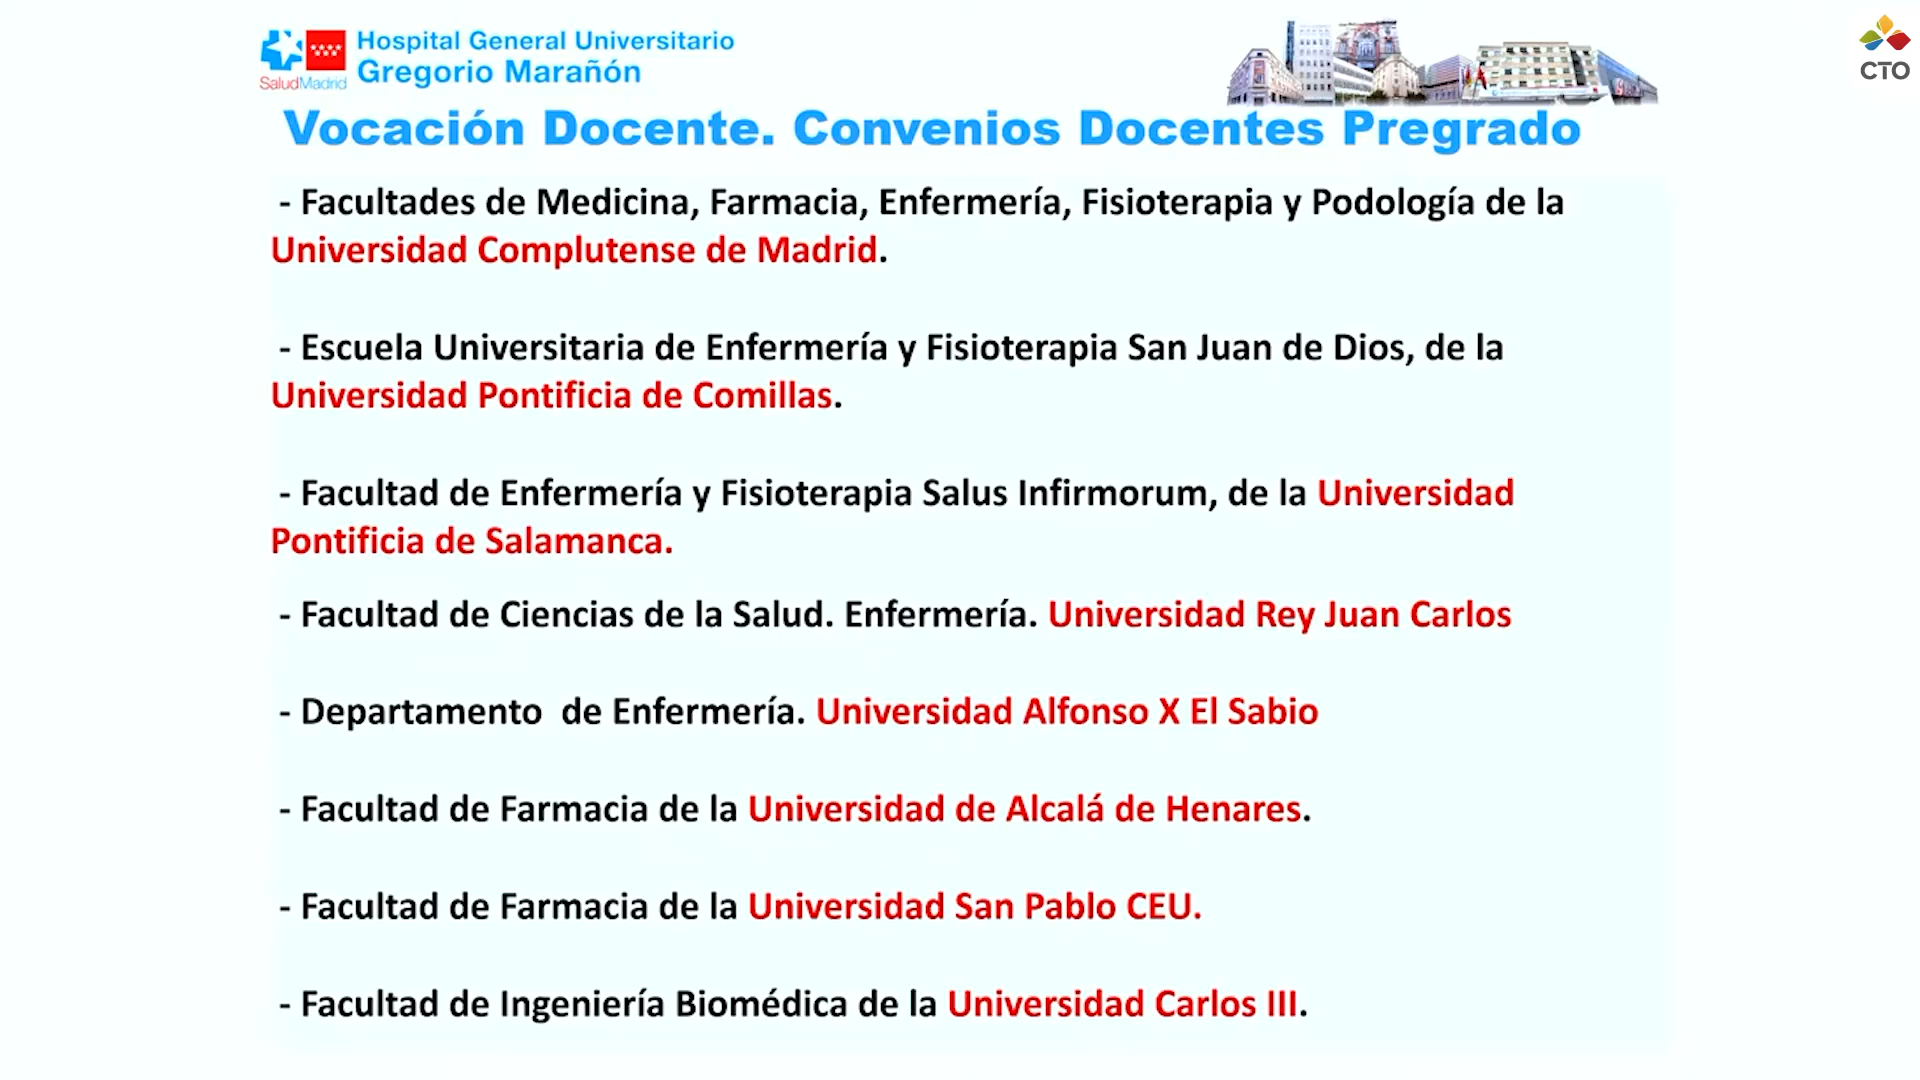 Hospital General Universitario
Gregorio Marañón
SaludMadrid
CTO
Vocación Docente. Convenios Docentes Pregrado
- Facultades de Medicina, Farmacia, Enfermería, Fisioterapia y Podología de la
Universidad Complutense de Madrid.
- Escuela Universitaria de Enfermería y Fisioterapia San Juan de Dios, de la
Universidad Pontificia de Comillas.
- Facultad de Enfermería y Fisioterapia Salus Infirmorum, de la Universidad
Pontificia de Salamanca.
- Facultad de Ciencias de la Salud. Enfermería. Universidad Rey Juan Carlos
- Departamento  de Enfermería. Universidad Alfonso X El Sabio
- Facultad de Farmacia de la Universidad de Alcalá de Henares.
- Facultad de Farmacia de la Universidad San Pablo CEU.
- Facultad de Ingeniería Biomédica de la Universidad Carlos III.